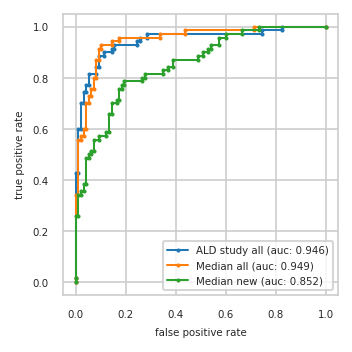 1.0
0.8
0.6
0.4
0.2
0.0
true positive rate
ALD study all (auc: 0.946)
Median all (auc: 0.949)
Median new (auc: 0.852)
0.0 0.2 0.4 0.6 0.8 1.0
false positive rate